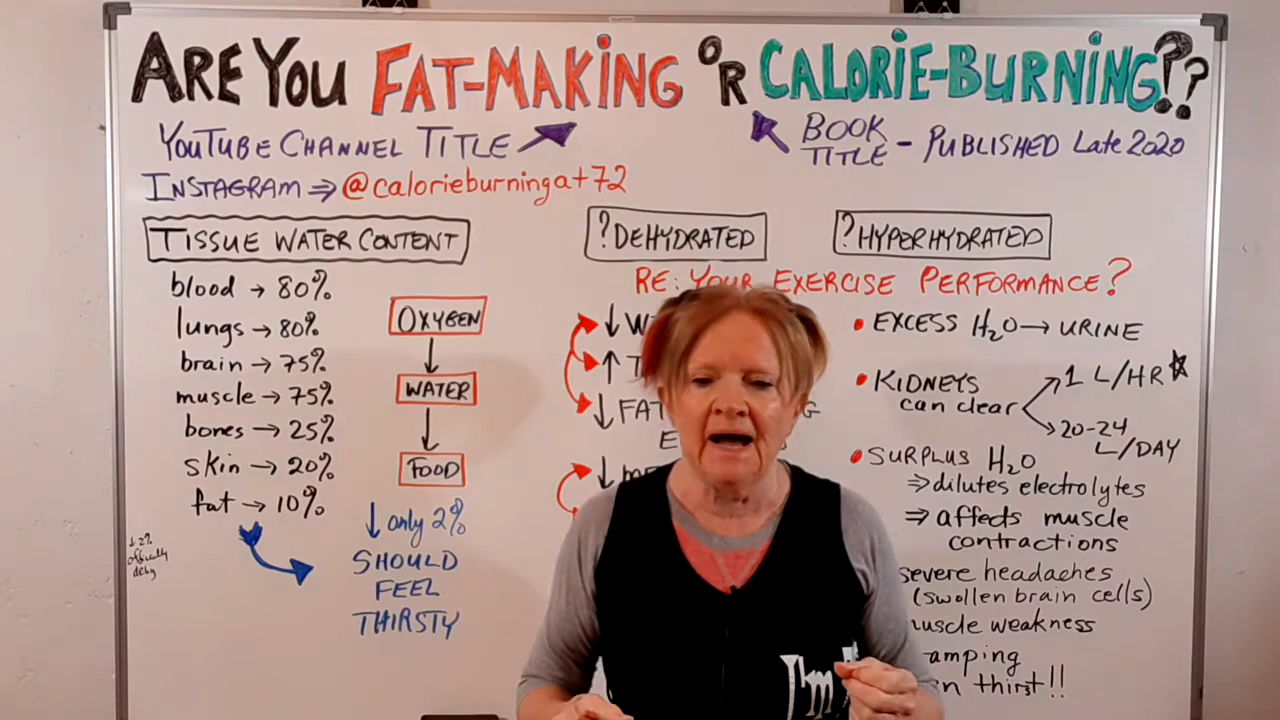 ARE YOU FAT-MAKING OR CALORIE-BURNING??
YOUTUBE CHANNEL TITLE
BOOK TITLE - PUBLISHED Late 2020
INSTAGRAM ⇒ @calorieburningat72
TISSUE WATER CONTENT
blood → 80%
lungs → 80%
brain → 75%
muscle → 75%
bones → 25%
skin → 20%
fat → 10%
↓ 2%
OXYGEN
↓
WATER
↓
FOOD
↓ only 2%
SHOULD
FEEL
THIRSTY
? DEHYDRATED
? HYPERHYDRATED
RE: YOUR EXERCISE PERFORMANCE?
↓
↑
↓ FAT
↓
• EXCESS H₂O → URINE
• KIDNEYS
can clear
1 L/HR
20-24
L/DAY
• SURPLUS H₂O
⇒ dilutes electrolytes
⇒ affects muscle
contractions
severe headaches
(swollen brain cells)
weakness
thirst!!
I'm